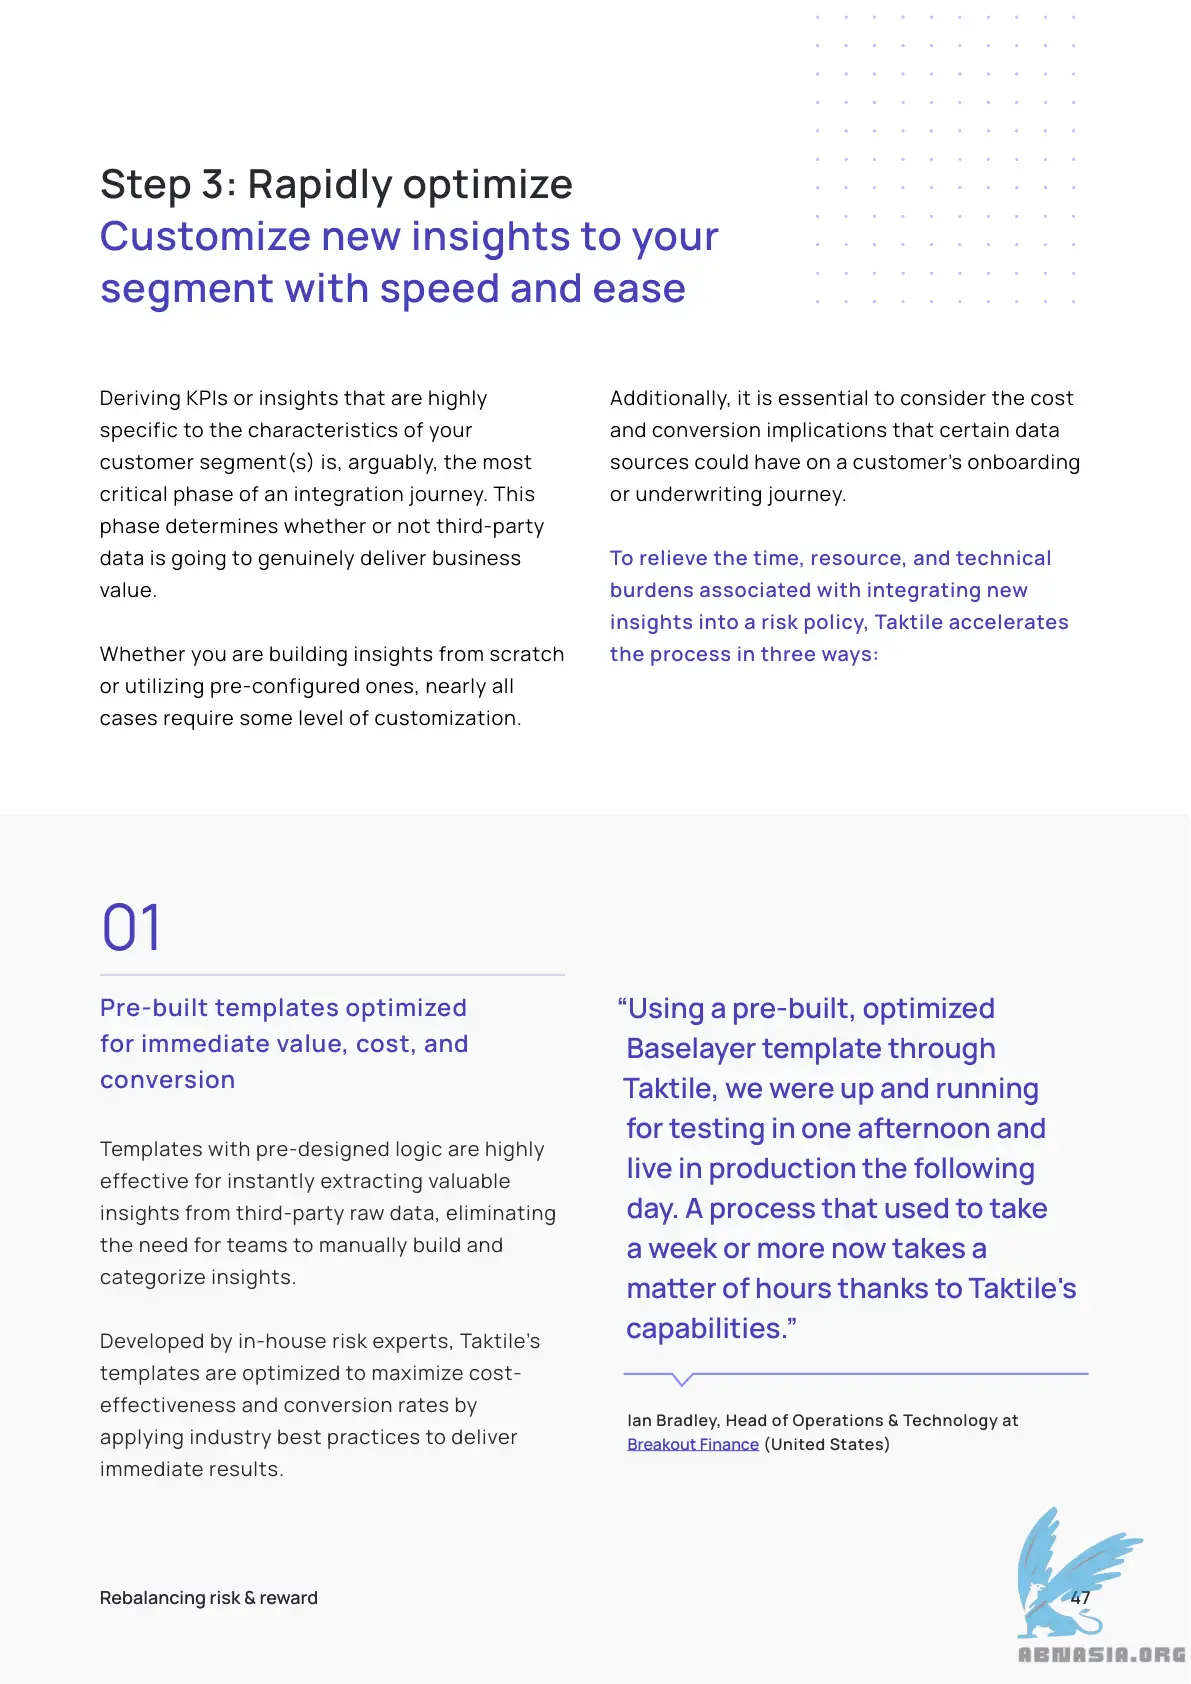 Step 3: Rapidly optimize
Customize new insights to your
segment with speed and ease
Deriving KPIs or insights that are highly
specific to the characteristics of your
customer segment(s) is, arguably, the most
critical phase of an integration journey. This
phase determines whether or not third-party
data is going to genuinely deliver business
value.
Whether you are building insights from scratch
or utilizing pre-configured ones, nearly all
cases require some level of customization.
Additionally, it is essential to consider the cost
and conversion implications that certain data
sources could have on a customer’s onboarding
or underwriting journey.
To relieve the time, resource, and technical
burdens associated with integrating new
insights into a risk policy, Taktile accelerates
the process in three ways:
01
Pre-built templates optimized
for immediate value, cost, and
conversion
Templates with pre-designed logic are highly
effective for instantly extracting valuable
insights from third-party raw data, eliminating
the need for teams to manually build and
categorize insights.
Developed by in-house risk experts, Taktile’s
templates are optimized to maximize cost-
effectiveness and conversion rates by
applying industry best practices to deliver
immediate results.
“Using a pre-built, optimized
Baselayer template through
Taktile, we were up and running
for testing in one afternoon and
live in production the following
day. A process that used to take
a week or more now takes a
matter of hours thanks to Taktile's
capabilities.”
Ian Bradley, Head of Operations & Technology at
Breakout Finance (United States)
Rebalancing risk & reward
47
ABNASIA.ORG